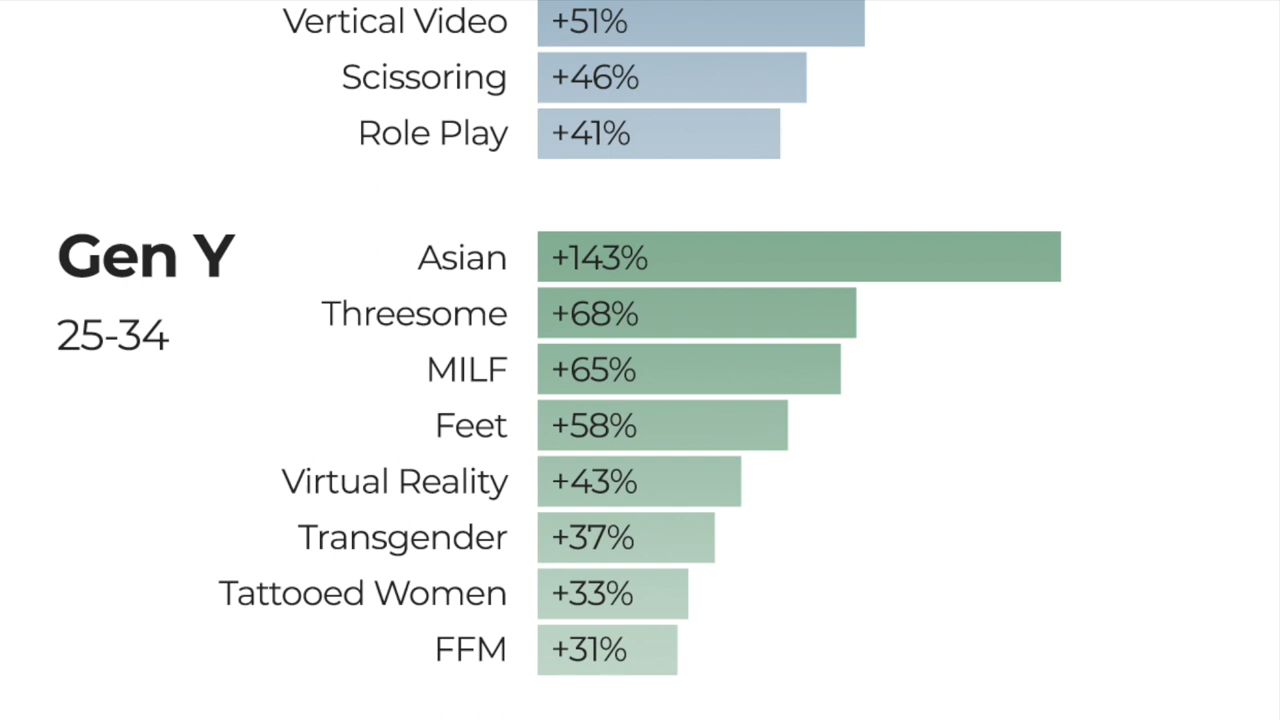 Vertical Video +51%
Scissoring +46%
Role Play +41%
Gen Y
25-34
Asian +143%
Threesome +68%
MILF +65%
Feet +58%
Virtual Reality +43%
Transgender +37%
Tattooed Women +33%
FFM +31%